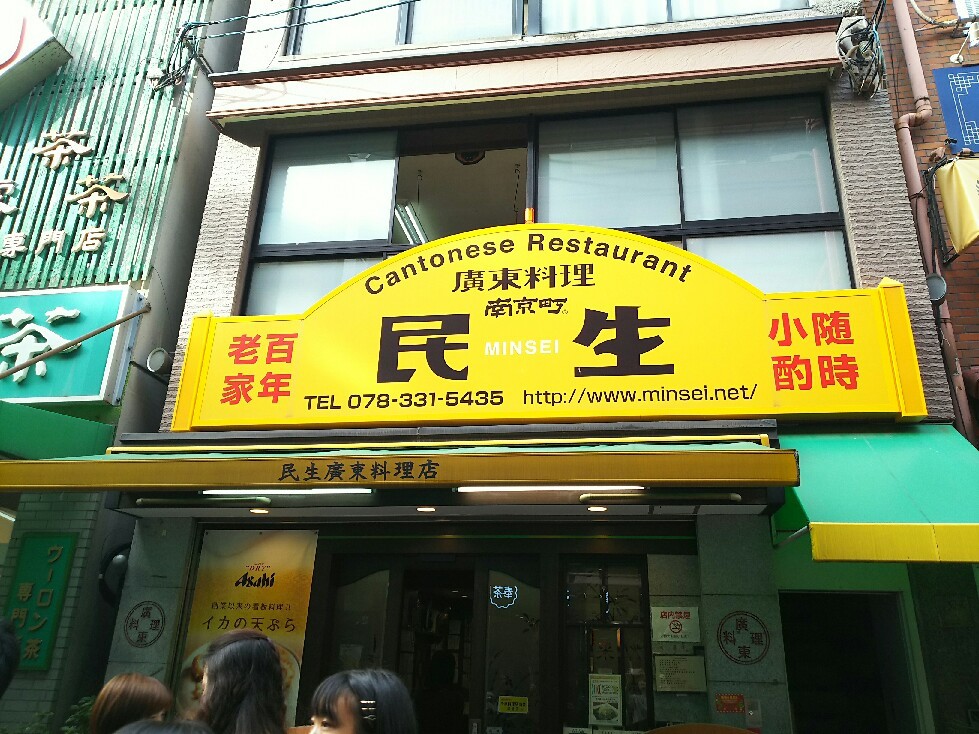 Cantonese Restaurant
廣東料理
南京町
民 MINSEI 生
百年
老家
随時
小酌
TEL 078-331-5435 http://www.minsei.net/
民生廣東料理店
茶
茶
専門店
茶
ウーロン茶
専門
Asahi
イカの天ぷら
廣東料理
店内禁煙
廣東料理